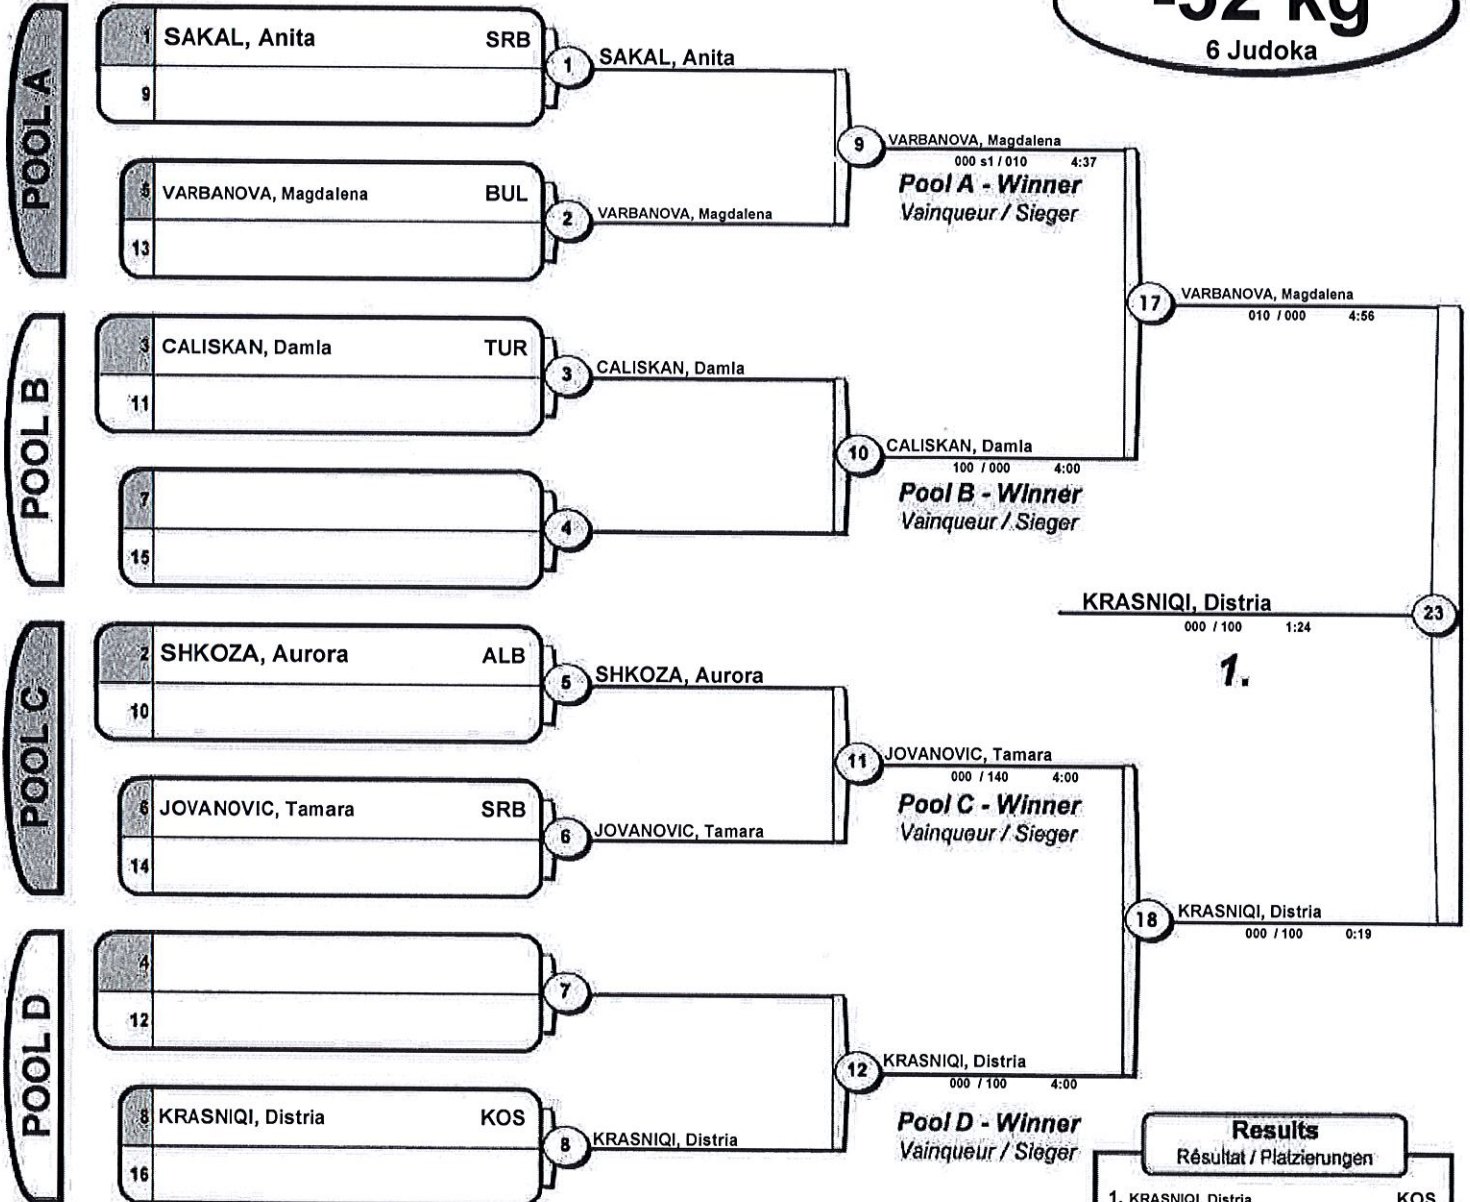 -52 kg
6 Judoka
POOL A
1 SAKAL, Anita SRB
9
1 SAKAL, Anita
5 VARBANOVA, Magdalena BUL
13
2 VARBANOVA, Magdalena
9 VARBANOVA, Magdalena
000 s1 / 010 4:37
Pool A - Winner
Vainqueur / Sieger
POOL B
3 CALISKAN, Damla TUR
11
3 CALISKAN, Damla
7
15
4
10 CALISKAN, Damla
100 / 000 4:00
Pool B - Winner
Vainqueur / Sieger
17 VARBANOVA, Magdalena
010 / 000 4:56
KRASNIQI, Distria 23
000 / 100 1:24
1.
POOL C
2 SHKOZA, Aurora ALB
10
5 SHKOZA, Aurora
6 JOVANOVIC, Tamara SRB
14
6 JOVANOVIC, Tamara
11 JOVANOVIC, Tamara
000 / 140 4:00
Pool C - Winner
Vainqueur / Sieger
POOL D
4
12
7
8 KRASNIQI, Distria KOS
16
8 KRASNIQI, Distria
12 KRASNIQI, Distria
000 / 100 4:00
Pool D - Winner
Vainqueur / Sieger
18 KRASNIQI, Distria
000 / 100 0:19
Results
Résultat / Platzierungen
1. KRASNIQI, Distria KOS